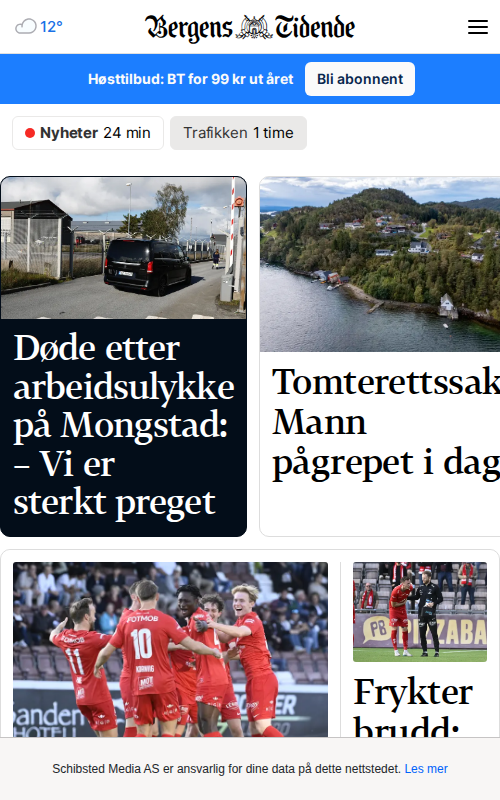 12°
Bergens Tidende
Høsttilbud: BT for 99 kr ut året
Bli abonnent
Nyheter 24 min
Trafikken 1 time
Døde etter
arbeidsulykke
på Mongstad:
– Vi er
sterkt preget
Tomterettssak
Mann
pågrepet i dag
FOTMOB
11
FOTMOB
10
Frykter
brudd:
Schibsted Media AS er ansvarlig for dine data på dette nettstedet. Les mer